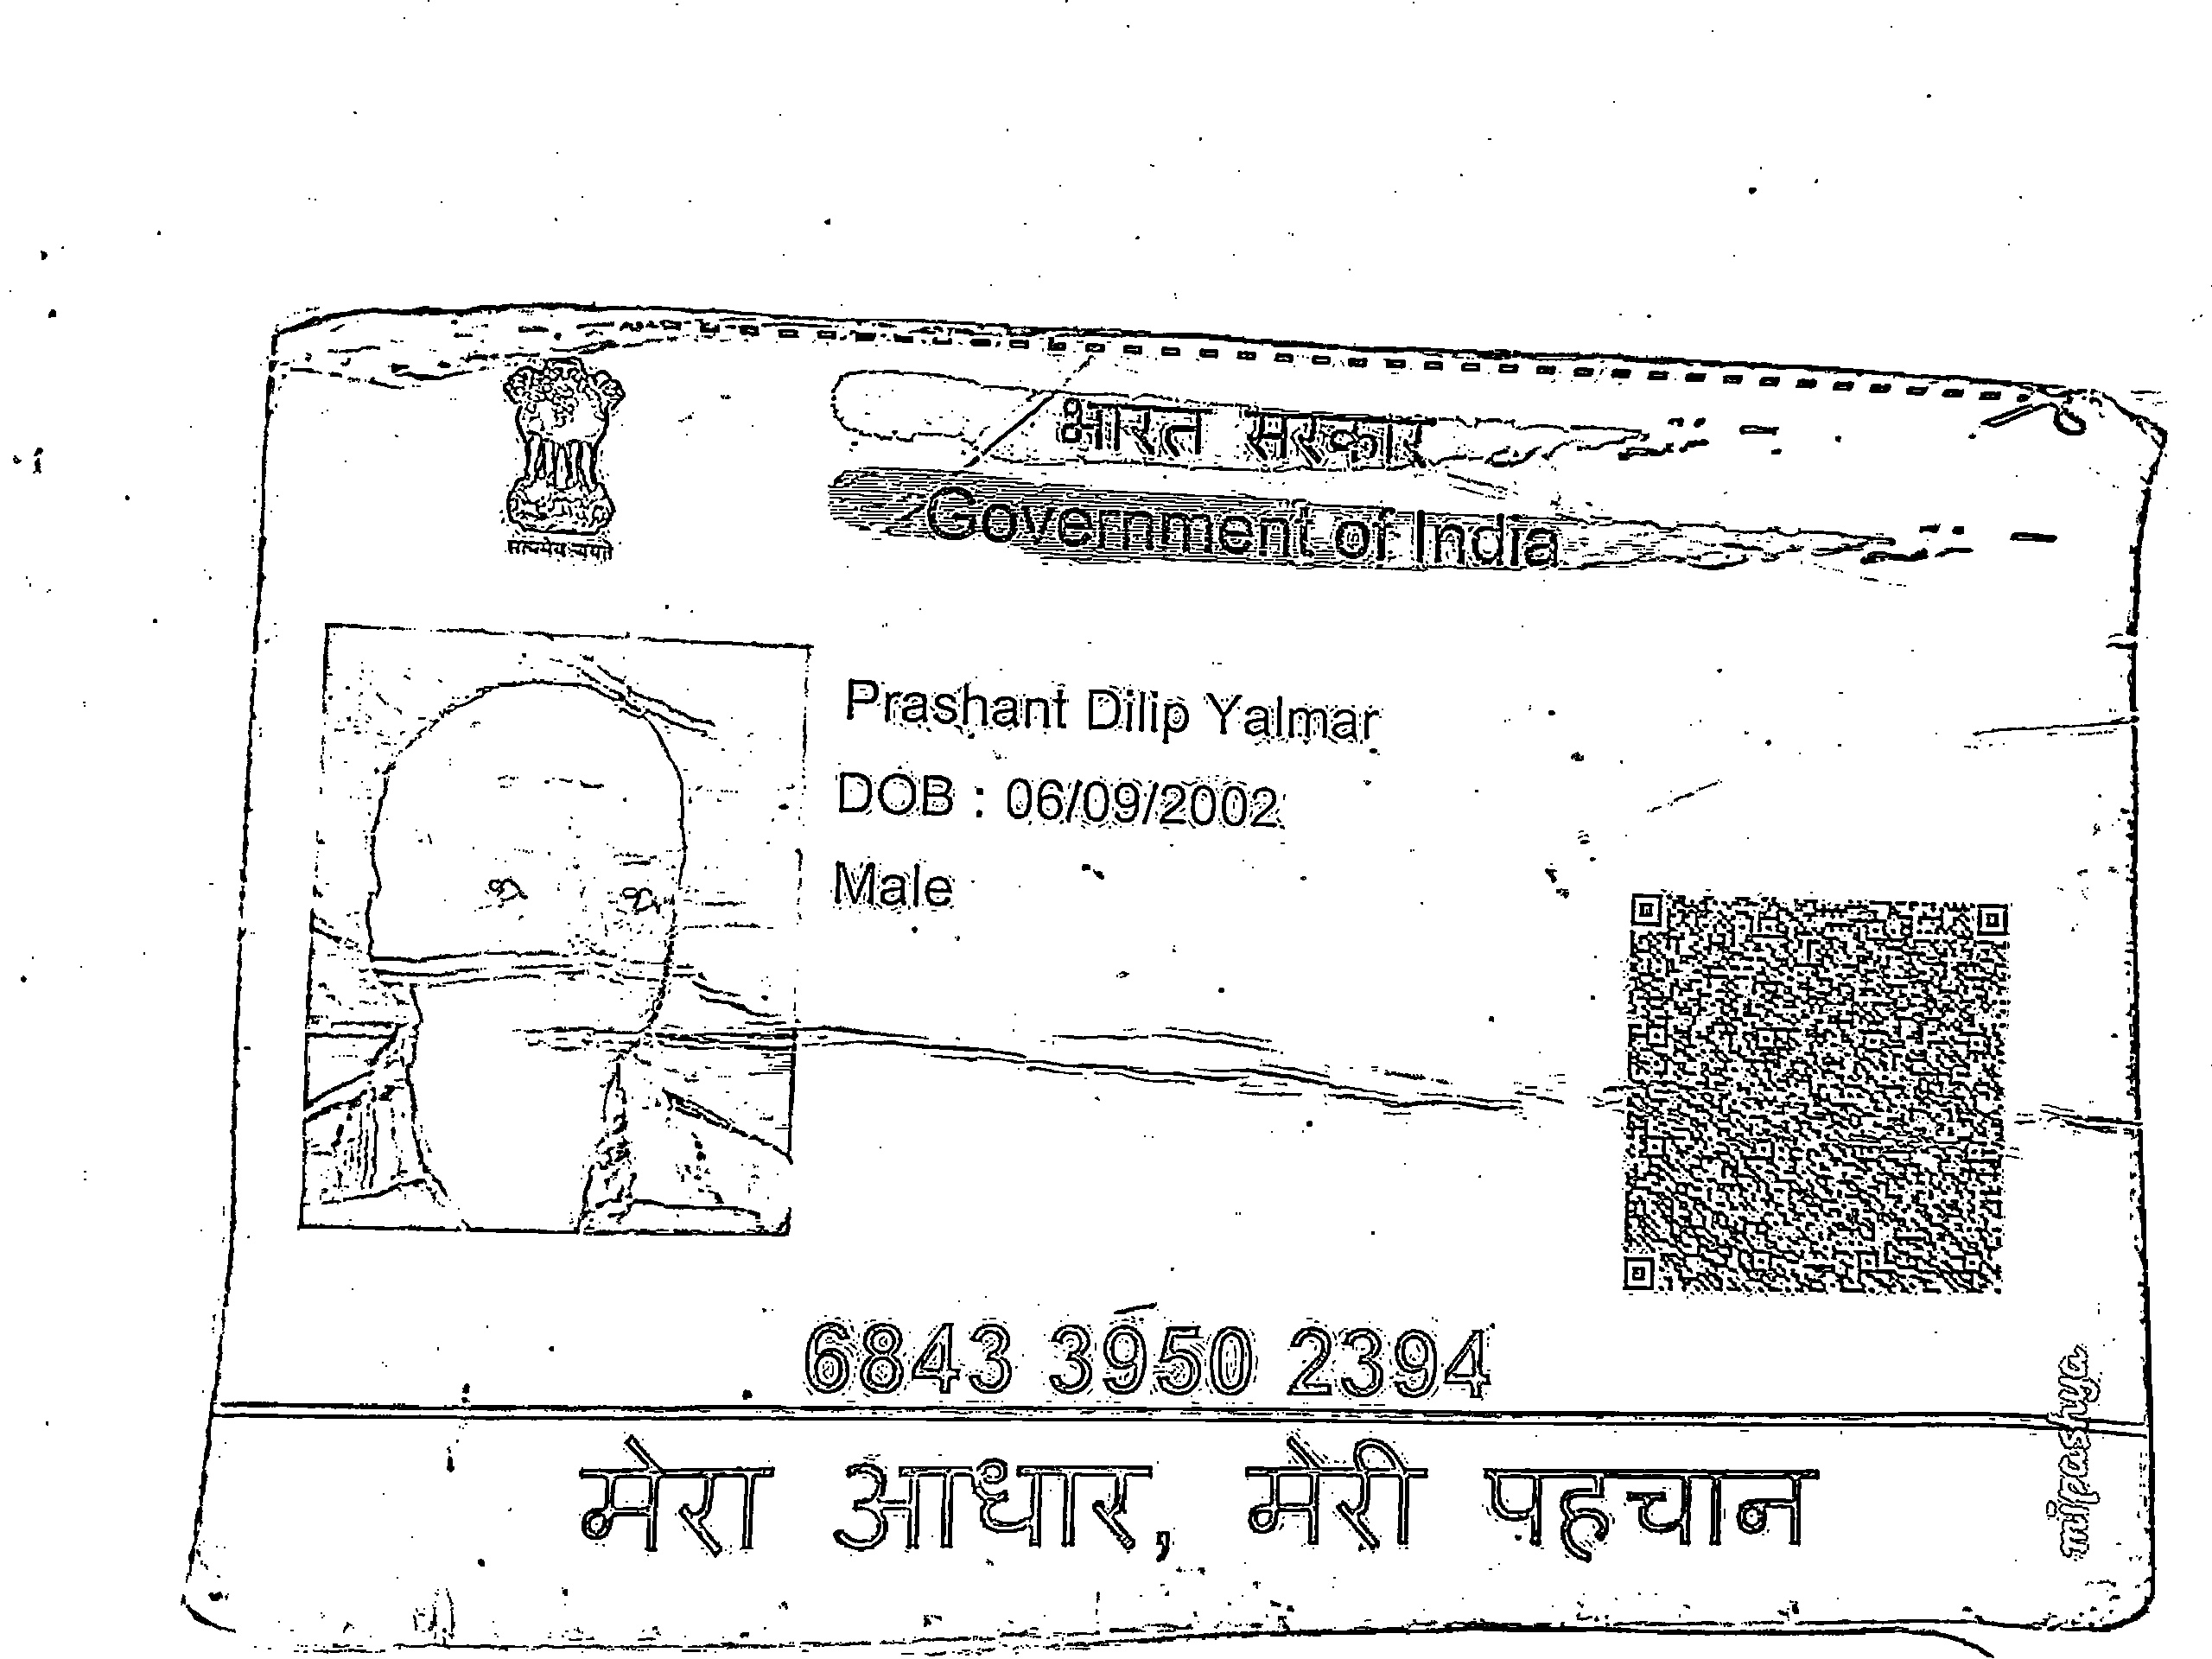 भारत सरकार
Government of India
सत्यमेव जयते
Prashant Dilip Yalmar
DOB : 06/09/2002
Male
6843 3950 2394
मेरा आधार, मेरी पहचान